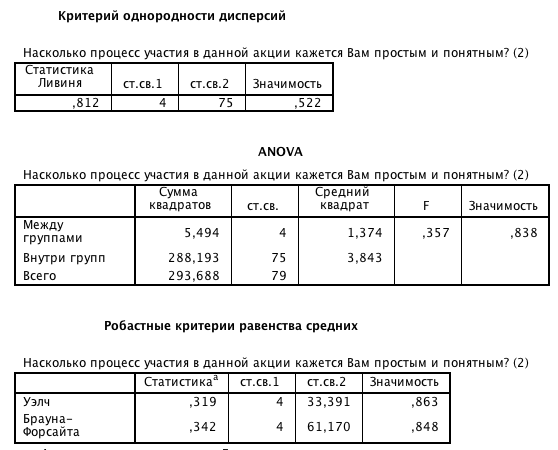 Критерий однородности дисперсий
Насколько процесс участия в данной акции кажется Вам простым и понятным? (2)
Статистика Ливиня ст.св.1 ст.св.2 Значимость
,812 4 75 ,522
ANOVA
Насколько процесс участия в данной акции кажется Вам простым и понятным? (2)
Сумма квадратов ст.св. Средний квадрат F Значимость
Между группами 5,494 4 1,374 ,357 ,838
Внутри групп 288,193 75 3,843
Всего 293,688 79
Робастные критерии равенства средних
Насколько процесс участия в данной акции кажется Вам простым и понятным? (2)
Статистикаª ст.св.1 ст.св.2 Значимость
Уэлч ,319 4 33,391 ,863
Брауна-Форсайта ,342 4 61,170 ,848